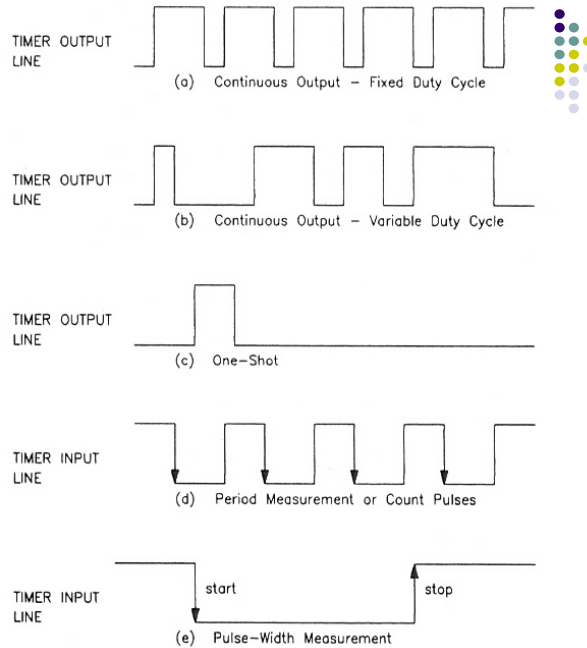 TIMER OUTPUT
LINE
(a) Continuous Output – Fixed Duty Cycle
TIMER OUTPUT
LINE
(b) Continuous Output – Variable Duty Cycle
TIMER OUTPUT
LINE
(c) One-Shot
TIMER INPUT
LINE
(d) Period Measurement or Count Pulses
start stop
TIMER INPUT
LINE
(e) Pulse-Width Measurement